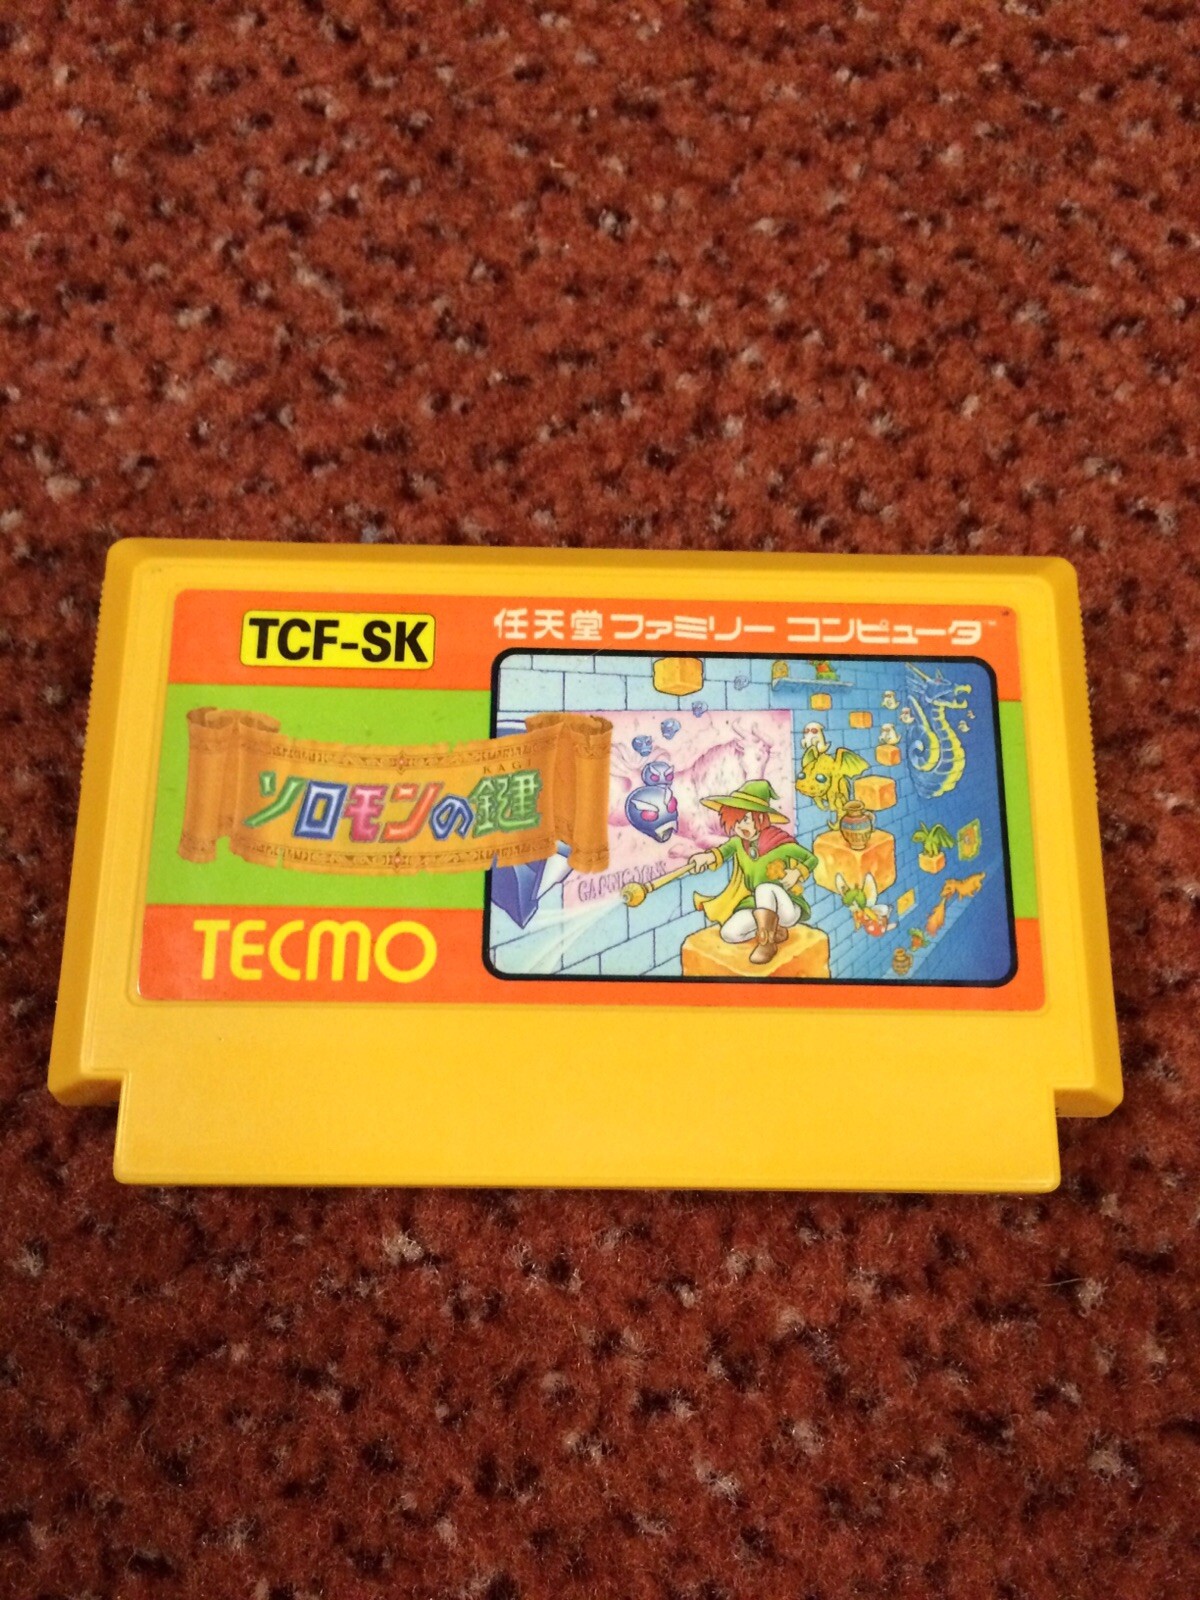 TCF-SK
任天堂 ファミリー コンピュータ™
KAGI
ソロモンの鍵
CAPRICORN
TECMO